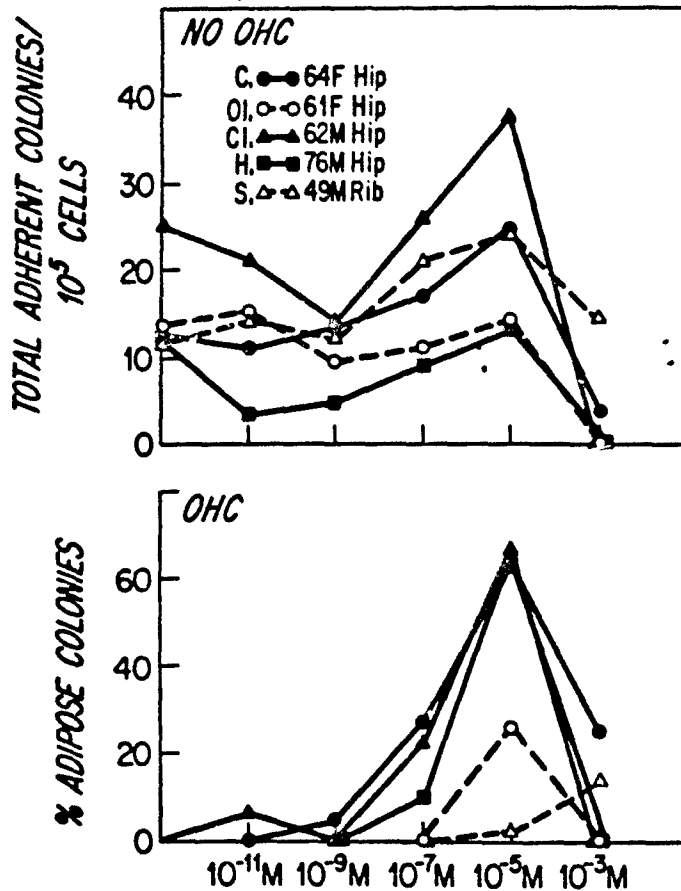 NO OHC
C. 64F Hip
OI. 61F Hip
CI. 62M Hip
H. 76M Hip
S. 49M Rib
TOTAL ADHERENT COLONIES/
10⁵ CELLS
40
30
20
10
0
OHC
% ADIPOSE COLONIES
60
40
20
0
10⁻¹¹M 10⁻⁹M 10⁻⁷M 10⁻⁵M 10⁻³M